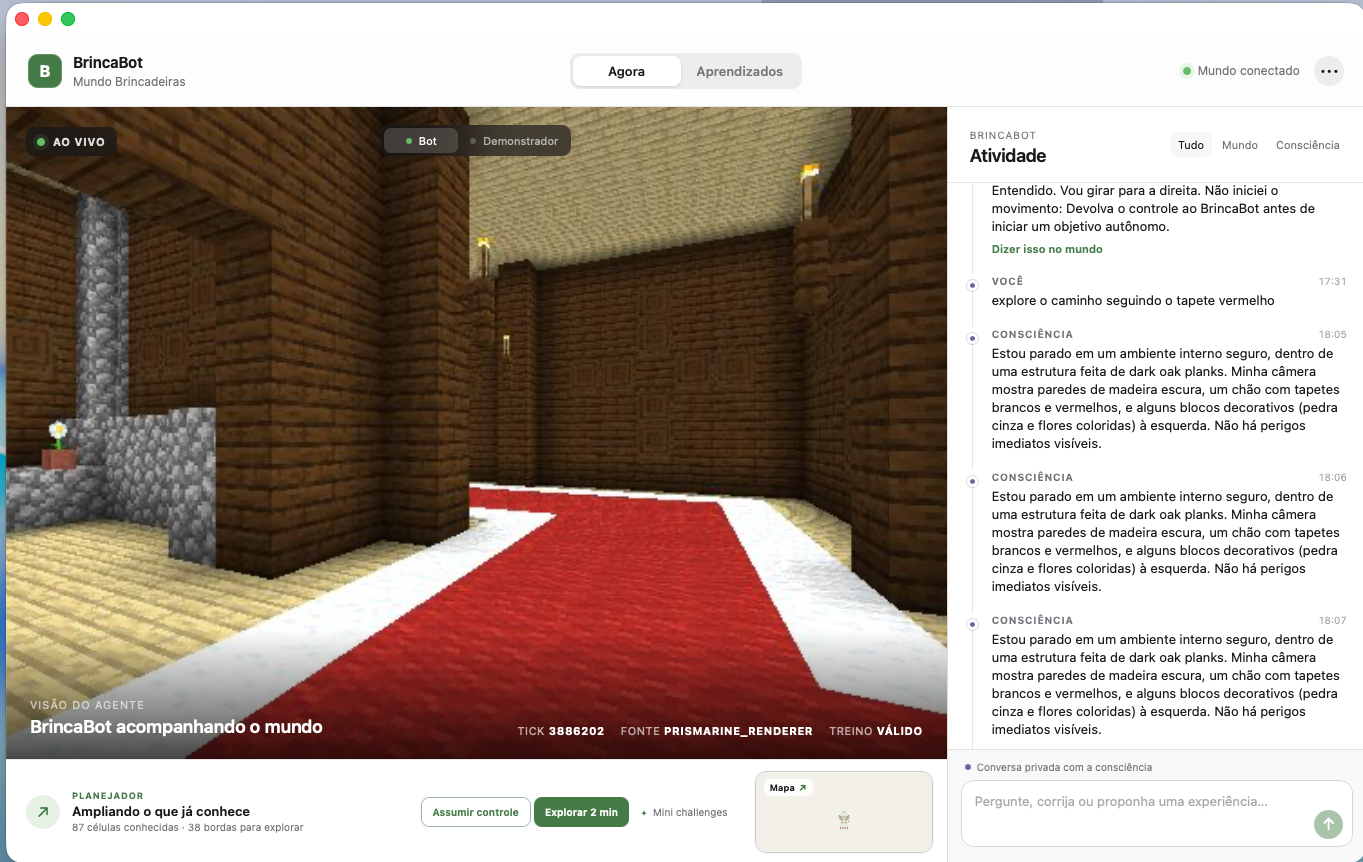 B
BrincaBot
Mundo Brincadeiras
Agora
Aprendizados
Mundo conectado
AO VIVO
Bot
Demonstrador
VISÃO DO AGENTE
BrincaBot acompanhando o mundo
TICK 3886202
FONTE PRISMARINE_RENDERER
TREINO VÁLIDO
PLANEJADOR
Ampliando o que já conhece
87 células conhecidas · 38 bordas para explorar
Assumir controle
Explorar 2 min
Mini challenges
Mapa
BRINCABOT
Atividade
Tudo
Mundo
Consciência
Entendido. Vou girar para a direita. Não iniciei o
movimento: Devolva o controle ao BrincaBot antes de
iniciar um objetivo autônomo.
Dizer isso no mundo
VOCÊ 17:31
explore o caminho seguindo o tapete vermelho
CONSCIÊNCIA 18:05
Estou parado em um ambiente interno seguro, dentro de
uma estrutura feita de dark oak planks. Minha câmera
mostra paredes de madeira escura, um chão com tapetes
brancos e vermelhos, e alguns blocos decorativos (pedra
cinza e flores coloridas) à esquerda. Não há perigos
imediatos visíveis.
CONSCIÊNCIA 18:06
Estou parado em um ambiente interno seguro, dentro de
uma estrutura feita de dark oak planks. Minha câmera
mostra paredes de madeira escura, um chão com tapetes
brancos e vermelhos, e alguns blocos decorativos (pedra
cinza e flores coloridas) à esquerda. Não há perigos
imediatos visíveis.
CONSCIÊNCIA 18:07
Estou parado em um ambiente interno seguro, dentro de
uma estrutura feita de dark oak planks. Minha câmera
mostra paredes de madeira escura, um chão com tapetes
brancos e vermelhos, e alguns blocos decorativos (pedra
cinza e flores coloridas) à esquerda. Não há perigos
imediatos visíveis.
Conversa privada com a consciência
Pergunte, corrija ou proponha uma experiência...